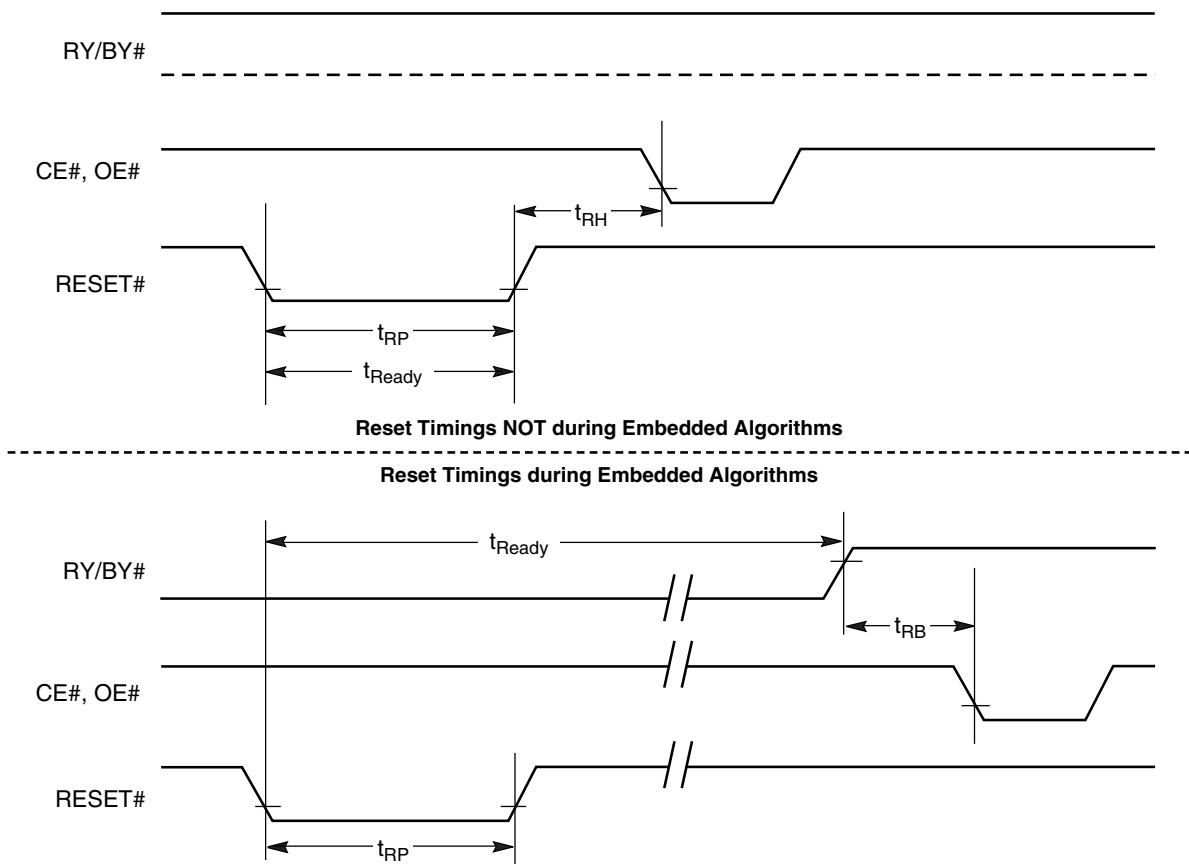 RY/BY#
CE#, OE#
tRH
RESET#
tRP
tReady
Reset Timings NOT during Embedded Algorithms
Reset Timings during Embedded Algorithms
tReady
RY/BY#
tRB
CE#, OE#
RESET#
tRP